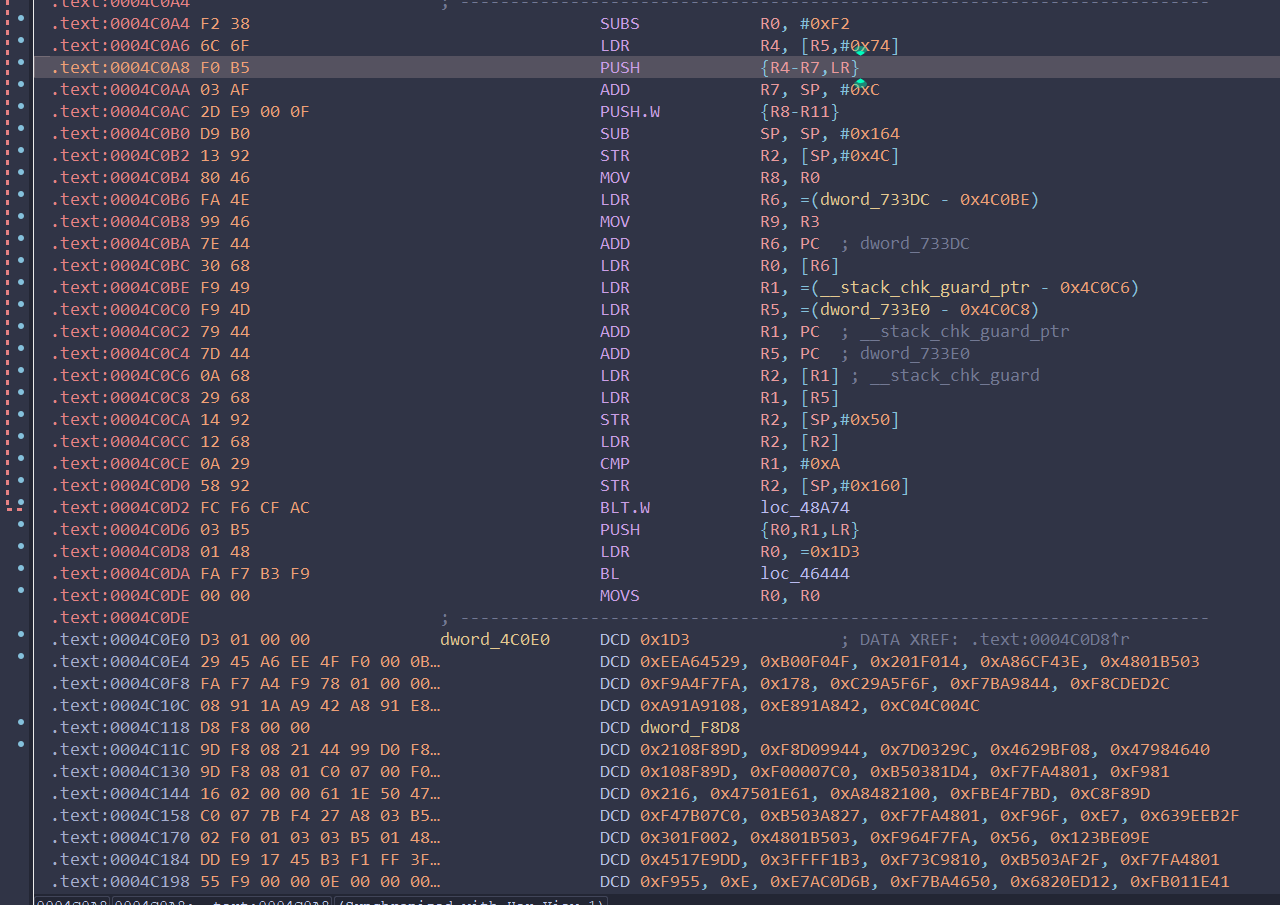 .text:0004C0A4 ; ---------------------------------------------------------------------------
.text:0004C0A4 F2 38 SUBS R0, #0xF2
.text:0004C0A6 6C 6F LDR R4, [R5,#0x74]
.text:0004C0A8 F0 B5 PUSH {R4-R7,LR}
.text:0004C0AA 03 AF ADD R7, SP, #0xC
.text:0004C0AC 2D E9 00 0F PUSH.W {R8-R11}
.text:0004C0B0 D9 B0 SUB SP, SP, #0x164
.text:0004C0B2 13 92 STR R2, [SP,#0x4C]
.text:0004C0B4 80 46 MOV R8, R0
.text:0004C0B6 FA 4E LDR R6, =(dword_733DC - 0x4C0BE)
.text:0004C0B8 99 46 MOV R9, R3
.text:0004C0BA 7E 44 ADD R6, PC ; dword_733DC
.text:0004C0BC 30 68 LDR R0, [R6]
.text:0004C0BE F9 49 LDR R1, =(__stack_chk_guard_ptr - 0x4C0C6)
.text:0004C0C0 F9 4D LDR R5, =(dword_733E0 - 0x4C0C8)
.text:0004C0C2 79 44 ADD R1, PC ; __stack_chk_guard_ptr
.text:0004C0C4 7D 44 ADD R5, PC ; dword_733E0
.text:0004C0C6 0A 68 LDR R2, [R1] ; __stack_chk_guard
.text:0004C0C8 29 68 LDR R1, [R5]
.text:0004C0CA 14 92 STR R2, [SP,#0x50]
.text:0004C0CC 12 68 LDR R2, [R2]
.text:0004C0CE 0A 29 CMP R1, #0xA
.text:0004C0D0 58 92 STR R2, [SP,#0x160]
.text:0004C0D2 FC F6 CF AC BLT.W loc_48A74
.text:0004C0D6 03 B5 PUSH {R0,R1,LR}
.text:0004C0D8 01 48 LDR R0, =0x1D3
.text:0004C0DA FA F7 B3 F9 BL loc_46444
.text:0004C0DE 00 00 MOVS R0, R0
.text:0004C0DE ; ---------------------------------------------------------------------------
.text:0004C0E0 D3 01 00 00 dword_4C0E0 DCD 0x1D3 ; DATA XREF: .text:0004C0D8↑r
.text:0004C0E4 29 45 A6 EE 4F F0 00 0B… DCD 0xEEA64529, 0xB00F04F, 0x201F014, 0xA86CF43E, 0x4801B503
.text:0004C0F8 FA F7 A4 F9 78 01 00 00… DCD 0xF9A4F7FA, 0x178, 0xC29A5F6F, 0xF7BA9844, 0xF8CDED2C
.text:0004C10C 08 91 1A A9 42 A8 91 E8… DCD 0xA91A9108, 0xE891A842, 0xC04C004C
.text:0004C118 D8 F8 00 00 DCD dword_F8D8
.text:0004C11C 9D F8 08 21 44 99 D0 F8… DCD 0x2108F89D, 0xF8D09944, 0x7D0329C, 0x4629BF08, 0x47984640
.text:0004C130 9D F8 08 01 C0 07 00 F0… DCD 0x108F89D, 0xF00007C0, 0xB50381D4, 0xF7FA4801, 0xF981
.text:0004C144 16 02 00 00 61 1E 50 47… DCD 0x216, 0x47501E61, 0xA8482100, 0xFBE4F7BD, 0xC8F89D
.text:0004C158 C0 07 7B F4 27 A8 03 B5… DCD 0xF47B07C0, 0xB503A827, 0xF7FA4801, 0xF96F, 0xE7, 0x639EEB2F
.text:0004C170 02 F0 01 03 03 B5 01 48… DCD 0x301F002, 0x4801B503, 0xF964F7FA, 0x56, 0x123BE09E
.text:0004C184 DD E9 17 45 B3 F1 FF 3F… DCD 0x4517E9DD, 0x3FFFF1B3, 0xF73C9810, 0xB503AF2F, 0xF7FA4801
.text:0004C198 55 F9 00 00 0E 00 00 00… DCD 0xF955, 0xE, 0xE7AC0D6B, 0xF7BA4650, 0x6820ED12, 0xFB011E41